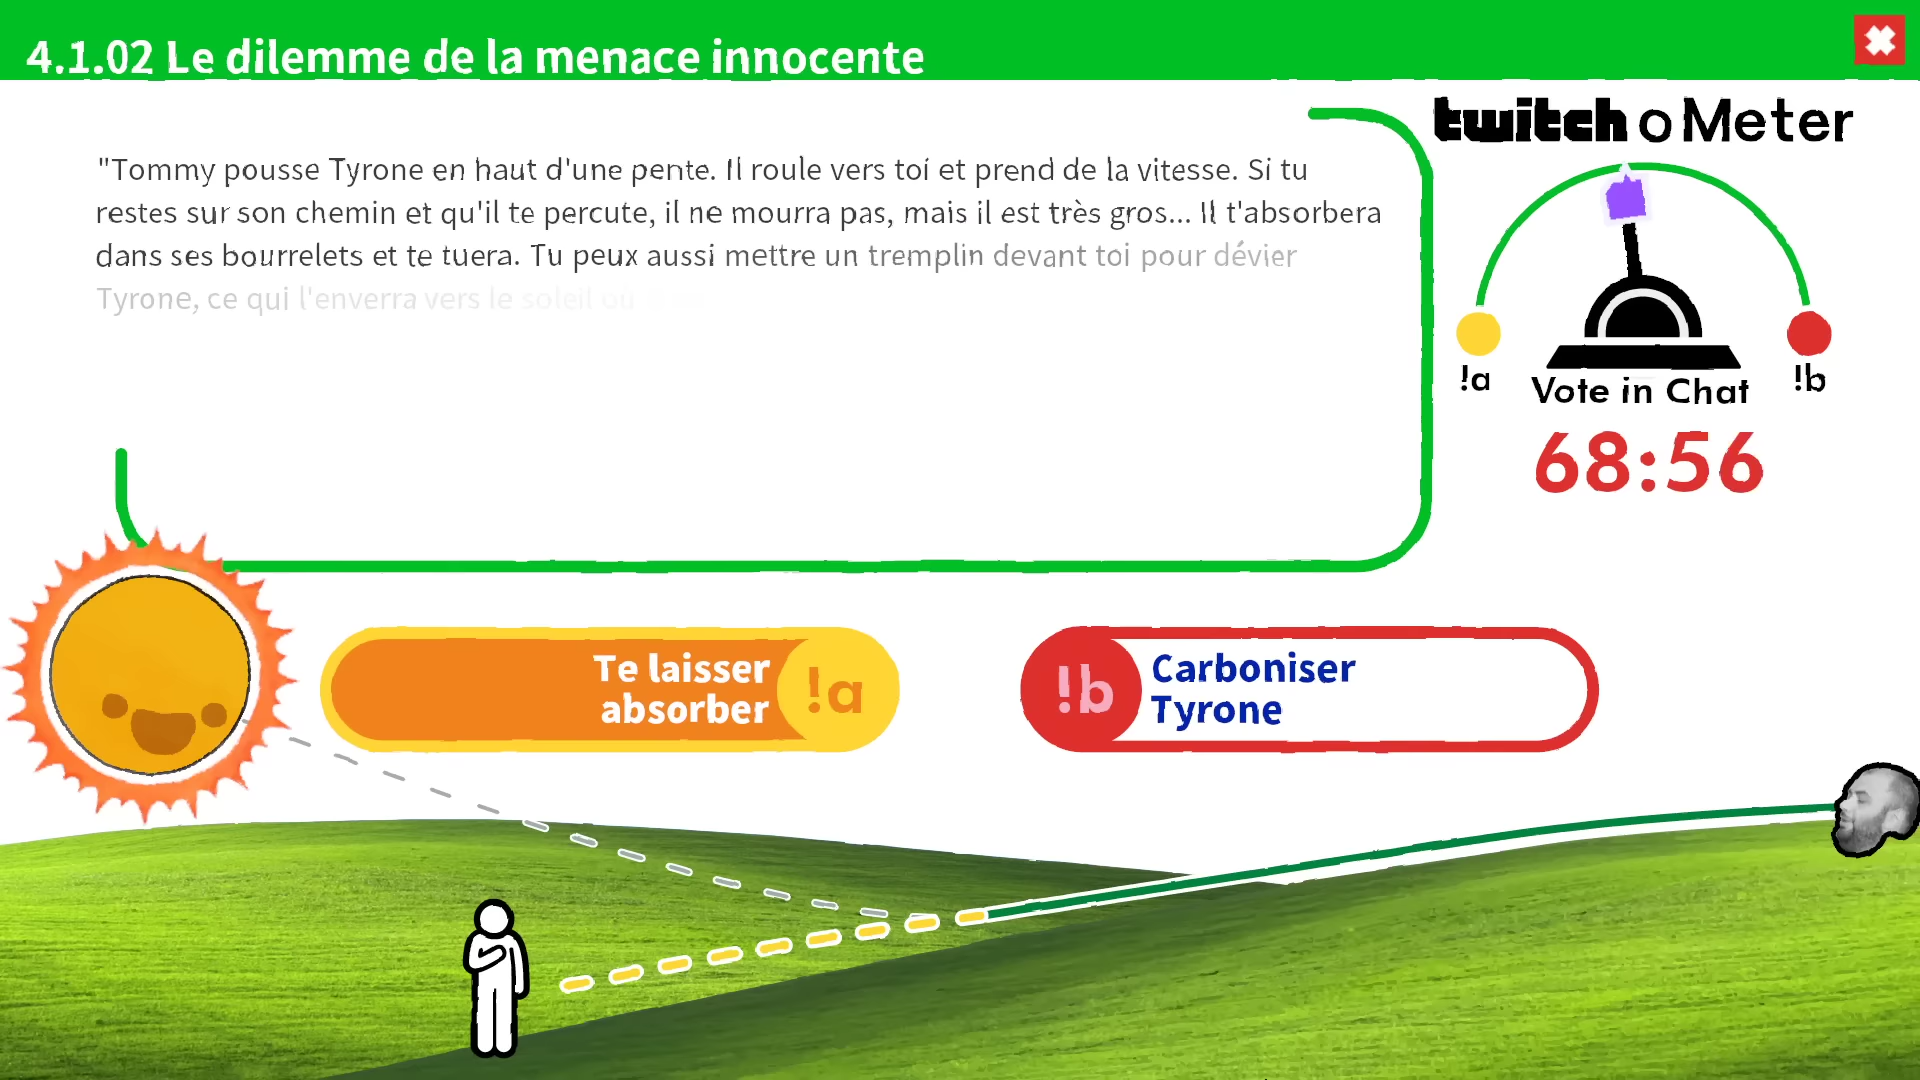 4.1.02 Le dilemme de la menace innocente
"Tommy pousse Tyrone en haut d'une pente. Il roule vers toi et prend de la vitesse. Si tu
restes sur son chemin et qu'il te percute, il ne mourra pas, mais il est très gros... Il t'absorbera
dans ses bourrelets et te tuera. Tu peux aussi mettre un tremplin devant toi pour dévier
Tyrone, ce qui l'enverra vers le soleil où
twitch o Meter
!a
!b
Vote in Chat
68:56
Te laisser
absorber
!a
!b
Carboniser
Tyrone